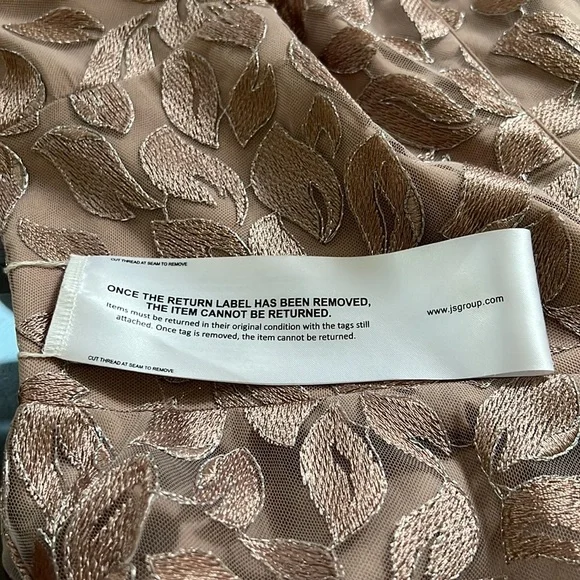 CUT THREAD AT SEAM TO REMOVE
ONCE THE RETURN LABEL HAS BEEN REMOVED,
THE ITEM CANNOT BE RETURNED.
Items must be returned in their original condition with the tags still
attached. Once tag is removed, the item cannot be returned.
www.jsgroup.com
CUT THREAD AT SEAM TO REMOVE